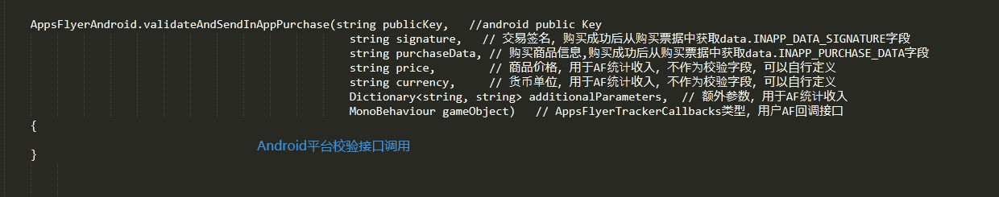 AppsFlyerAndroid.validateAndSendInAppPurchase(string publicKey,   //android public Key
string signature,   // 交易签名, 购买成功后从购买票据中获取data.INAPP_DATA_SIGNATURE字段
string purchaseData, // 购买商品信息,购买成功后从购买票据中获取data.INAPP_PURCHASE_DATA字段
string price,        // 商品价格, 用于AF统计收入, 不作为校验字段, 可以自行定义
string currency,     // 货币单位, 用于AF统计收入, 不作为校验字段, 可以自行定义
Dictionary<string, string> additionalParameters,  // 额外参数, 用于AF统计收入
MonoBehaviour gameObject)   // AppsFlyerTrackerCallbacks类型, 用户AF回调接口
{
Android平台校验接口调用
}